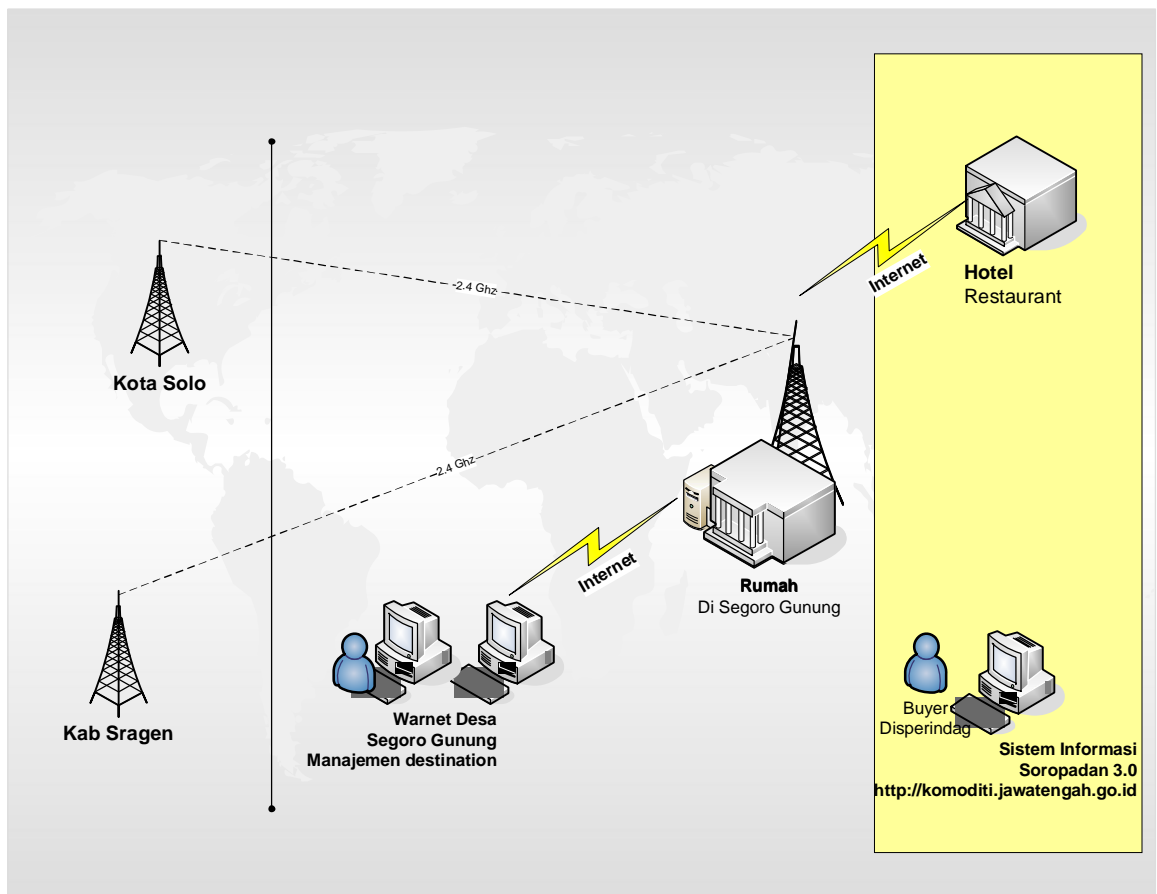 Internet
Hotel
Restaurant
2.4 Ghz
Kota Solo
2.4 Ghz
Internet
Rumah
Di Segoro Gunung
Kab Sragen
Warnet Desa
Segoro Gunung
Manajemen destination
Buyer
Disperindag
Sistem Informasi
Soropadan 3.0
http://komoditi.jawatengah.go.id